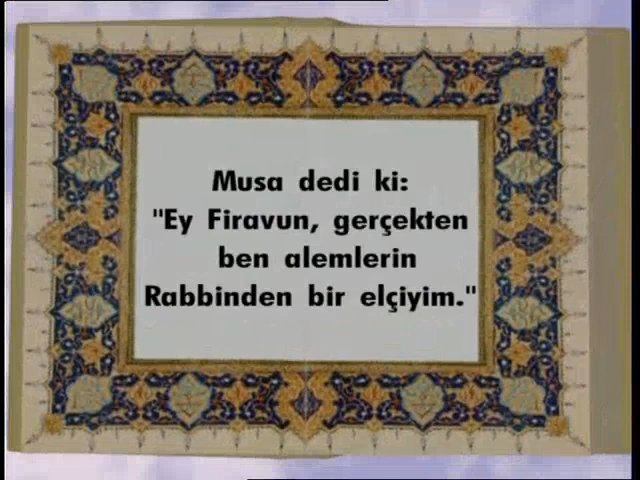 Musa dedi ki:
"Ey Firavun, gerçekten
ben alemlerin
Rabbinden bir elçiyim."